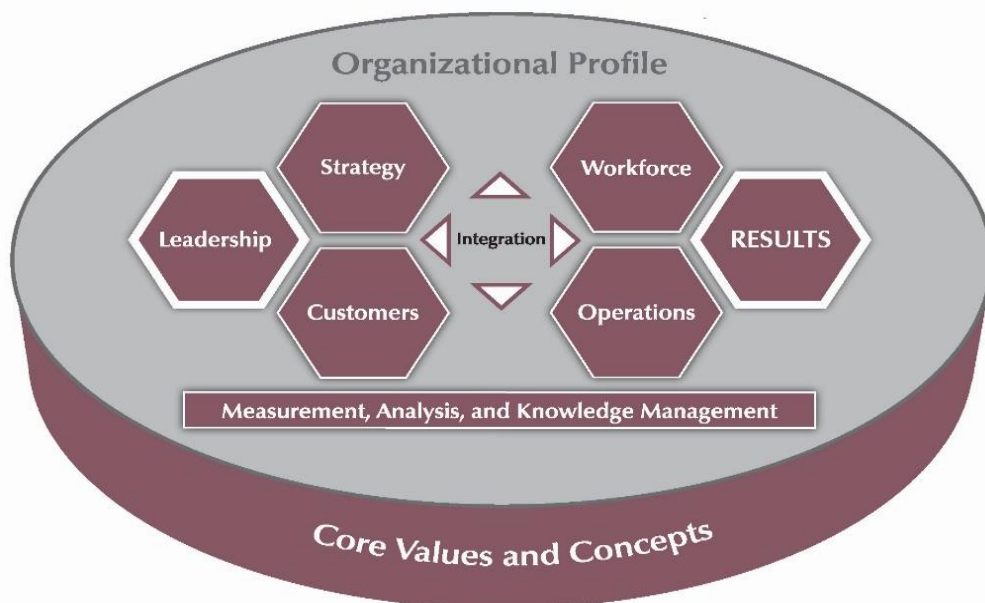 Organizational Profile
Strategy
Workforce
Leadership
Integration
RESULTS
Customers
Operations
Measurement, Analysis, and Knowledge Management
Core Values and Concepts